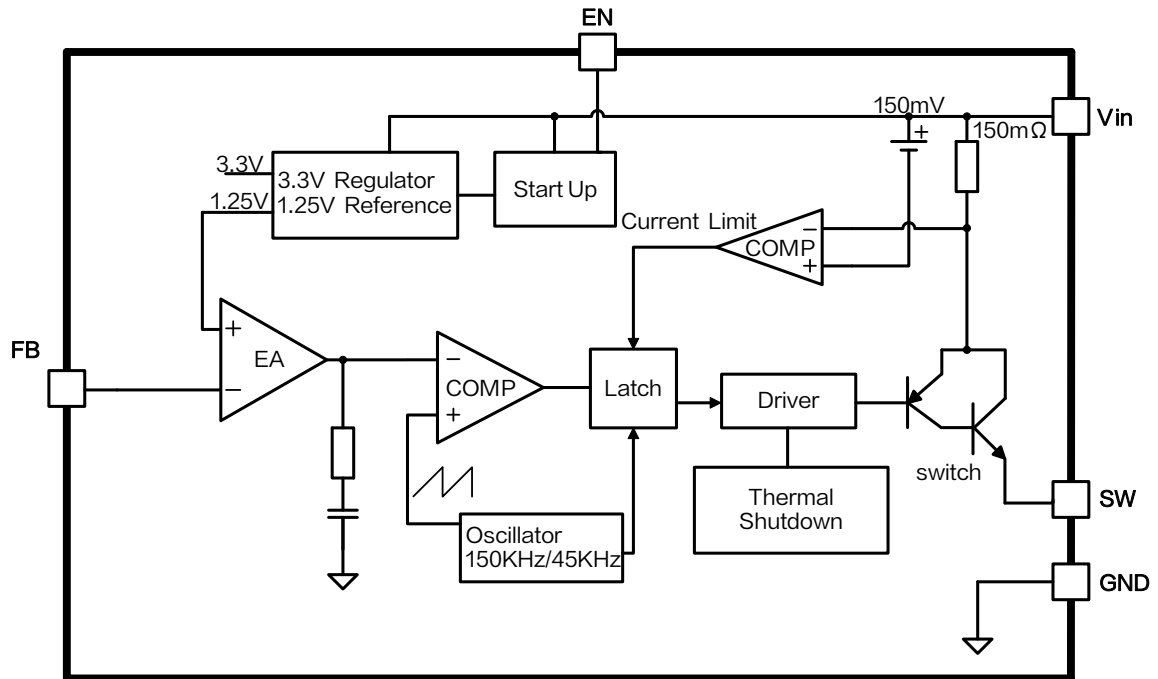 EN
150mV
+
Vin
150mΩ
3.3V
3.3V Regulator
1.25V
1.25V Reference
Start Up
Current Limit
−
COMP
+
FB
+
EA
−
−
COMP
+
Latch
Driver
switch
Thermal
Shutdown
SW
Oscillator
150KHz/45KHz
GND